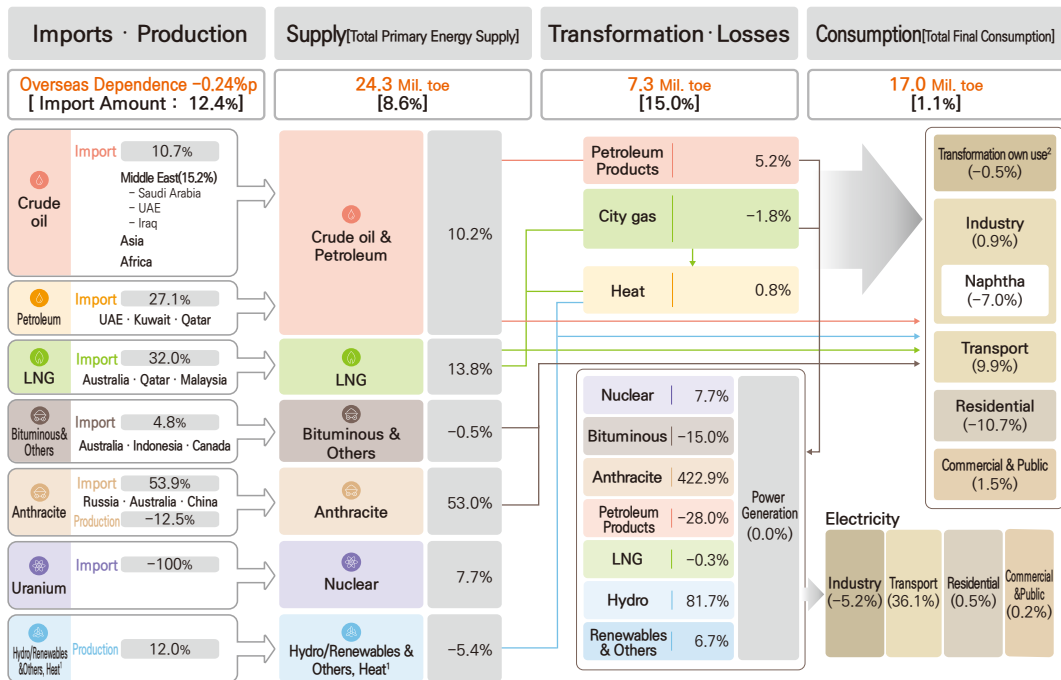 Imports · Production
Supply[Total Primary Energy Supply]
Transformation · Losses
Consumption[Total Final Consumption]
Overseas Dependence -0.24%p
[ Import Amount : 12.4%]
24.3 Mil. toe
[8.6%]
7.3 Mil. toe
[15.0%]
17.0 Mil. toe
[1.1%]
Crude
oil
Import 10.7%
Middle East(15.2%)
- Saudi Arabia
- UAE
- Iraq
Asia
Africa
Petroleum
Import 27.1%
UAE · Kuwait · Qatar
LNG
Import 32.0%
Australia · Qatar · Malaysia
Bituminous&
Others
Import 4.8%
Australia · Indonesia · Canada
Anthracite
Import 53.9%
Russia · Australia · China
Production -12.5%
Uranium
Import -100%
Hydro/Renewables
&Others, Heat¹
Production 12.0%
Crude oil &
Petroleum
10.2%
LNG
13.8%
Bituminous &
Others
-0.5%
Anthracite
53.0%
Nuclear
7.7%
Hydro/Renewables &
Others, Heat¹
-5.4%
Petroleum
Products
5.2%
City gas
-1.8%
Heat
0.8%
Nuclear 7.7%
Bituminous -15.0%
Anthracite 422.9%
Petroleum
Products
-28.0%
LNG -0.3%
Hydro 81.7%
Renewables
& Others
6.7%
Power
Generation
(0.0%)
Transformation own use²
(-0.5%)
Industry
(0.9%)
Naphtha
(-7.0%)
Transport
(9.9%)
Residential
(-10.7%)
Commercial & Public
(1.5%)
Electricity
Industry
(-5.2%)
Transport
(36.1%)
Residential
(0.5%)
Commercial
&Public
(0.2%)